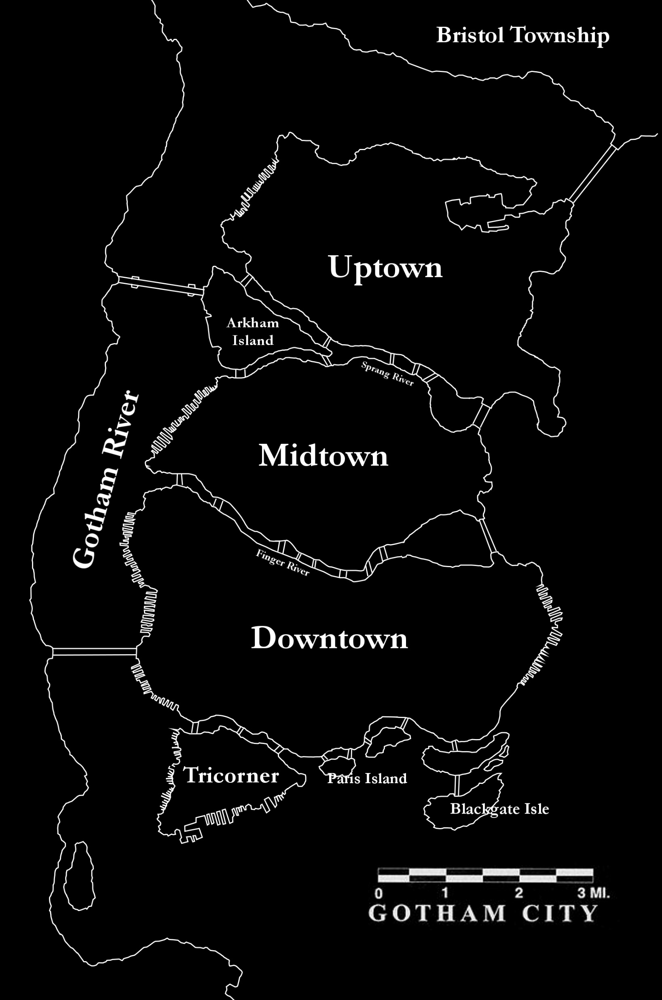 Bristol Township
Uptown
Arkham
Island
Sprang River
Gotham River
Midtown
Finger River
Downtown
Tricorner
Paris Island
Blackgate Isle
0 1 2 3 MI.
GOTHAM CITY